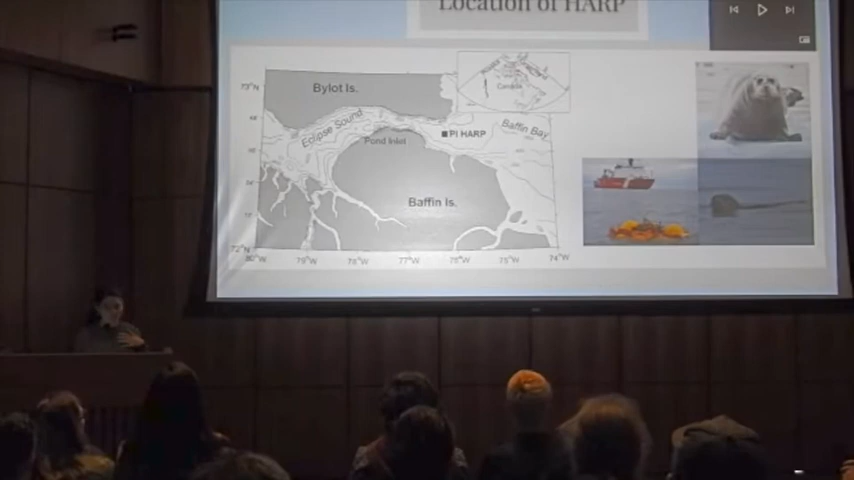 Location of HARP
Canada
73°N
Bylot Is.
Eclipse Sound
Pond Inlet
PI HARP
Baffin Bay
Baffin Is.
72°N
80°W
79°W
78°W
77°W
76°W
75°W
74°W